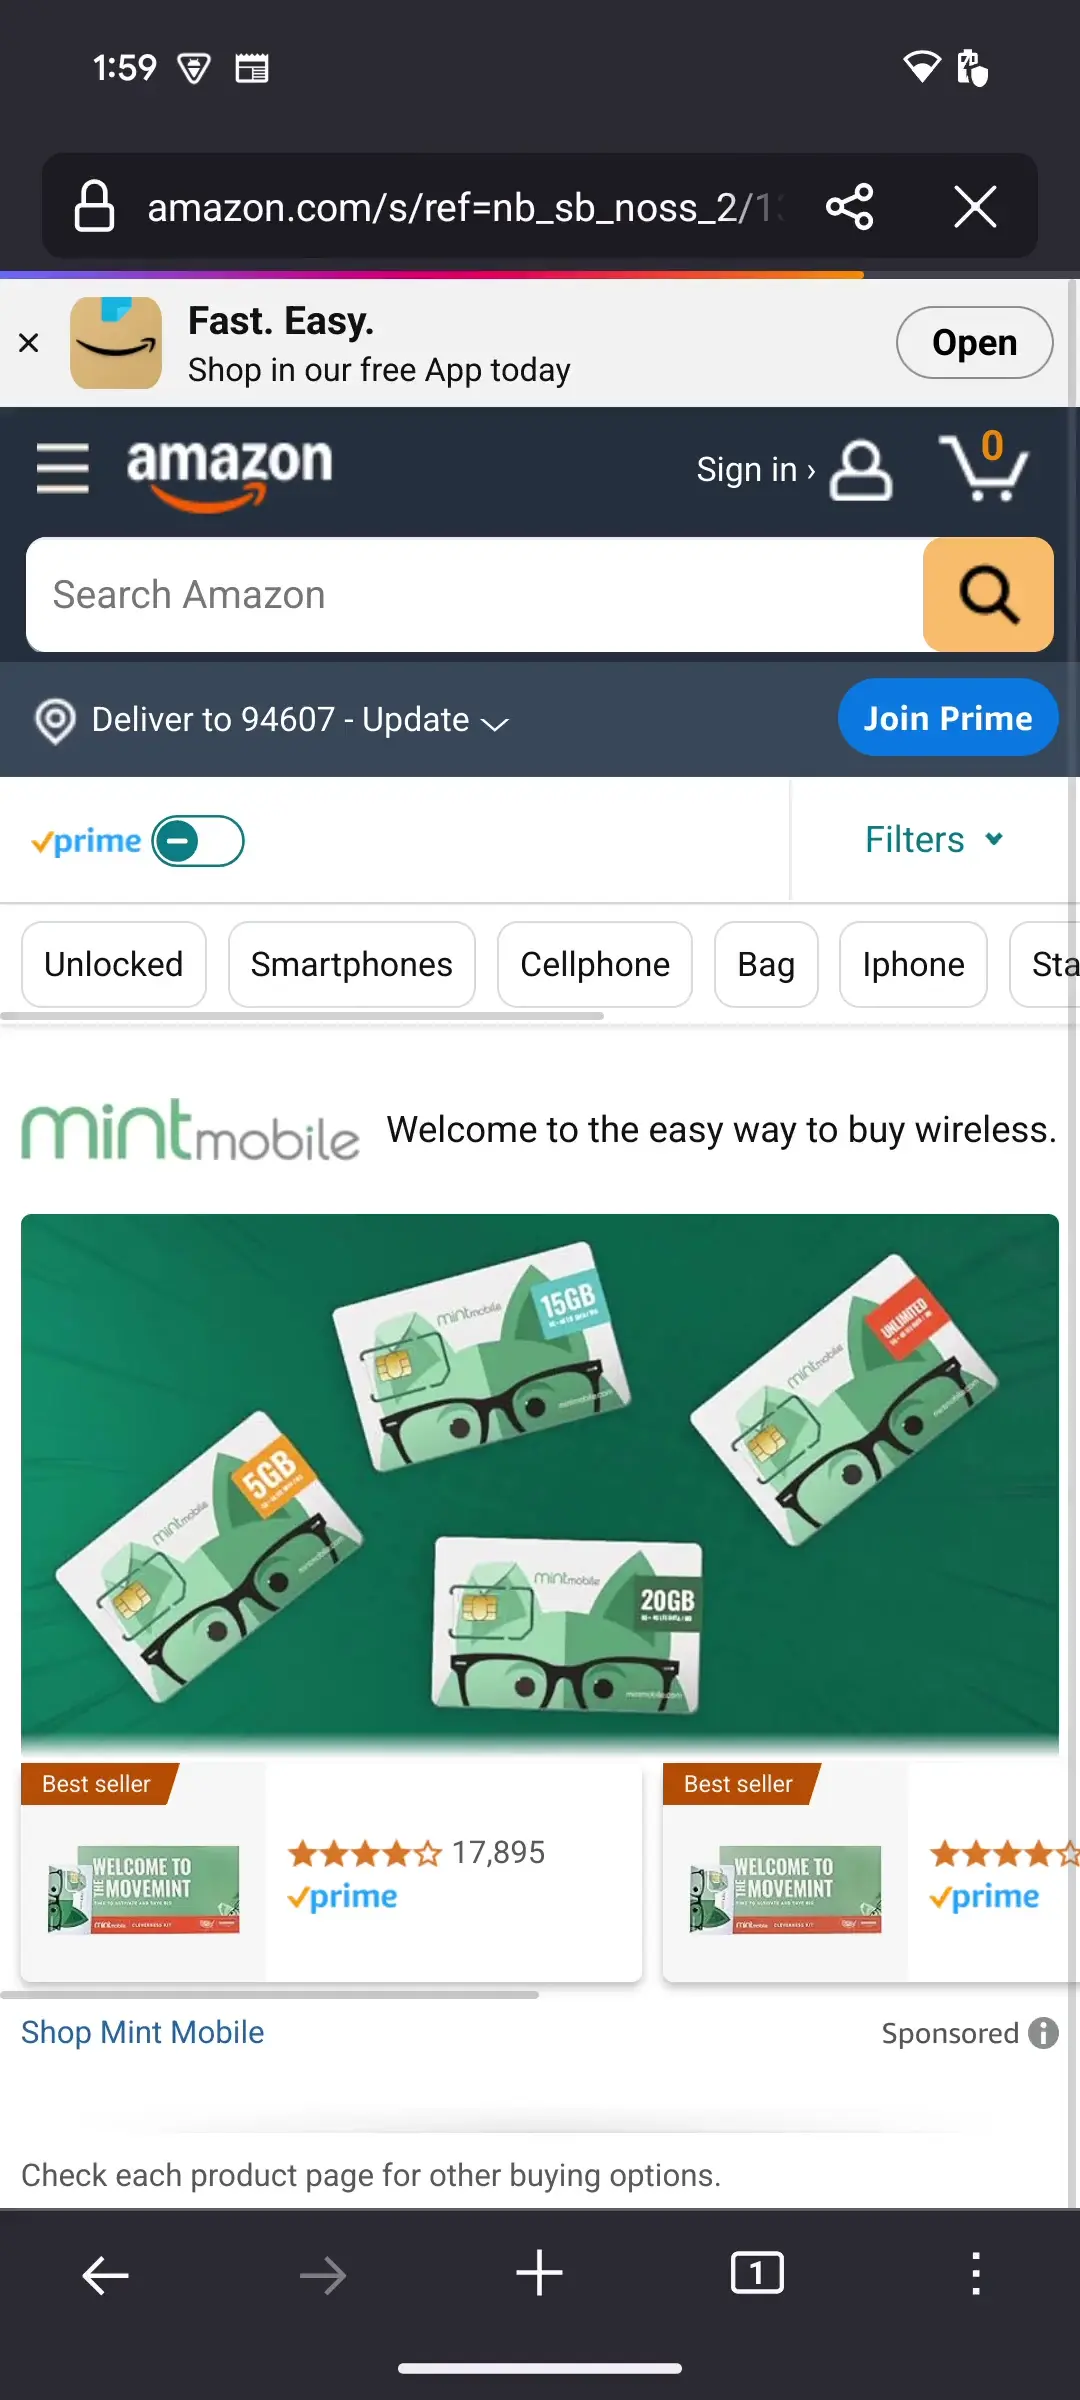 1:59
amazon.com/s/ref=nb_sb_noss_2/1
Fast. Easy.
Shop in our free App today
Open
amazon
Sign in ›
0
Search Amazon
Deliver to 94607 - Update
Join Prime
prime
Filters
Unlocked
Smartphones
Cellphone
Bag
Iphone
Sta
mintmobile
Welcome to the easy way to buy wireless.
mintmobile
15GB
mintmobile
UNLIMITED
mintmobile
5GB
mintmobile
20GB
Best seller
WELCOME TO
THE MOVEMINT
17,895
prime
Best seller
WELCOME TO
THE MOVEMINT
prime
Shop Mint Mobile
Sponsored
Check each product page for other buying options.
1